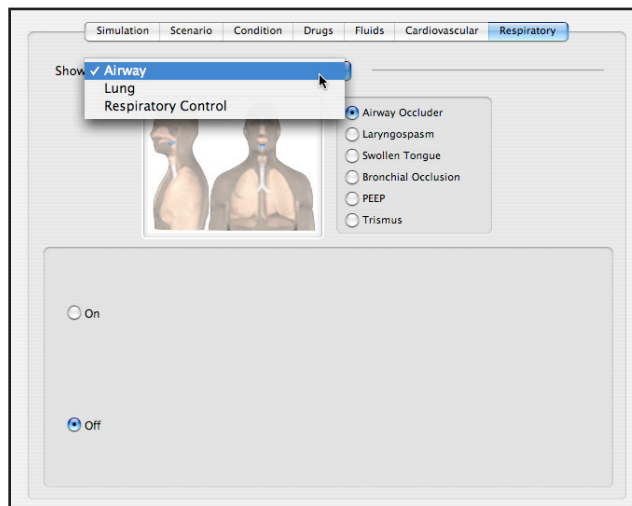 Simulation Scenario Condition Drugs Fluids Cardiovascular Respiratory
Show ✓ Airway
Lung
Respiratory Control
Airway Occluder
Laryngospasm
Swollen Tongue
Bronchial Occlusion
PEEP
Trismus
On
Off